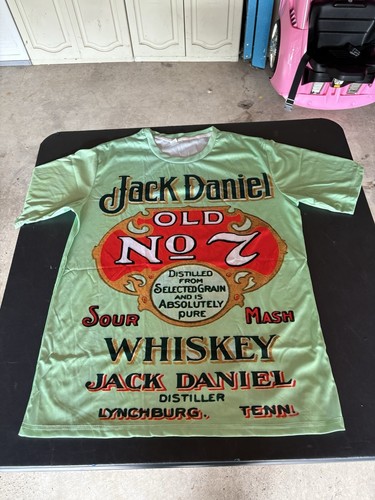 Jack Daniel
OLD
No 7
DISTILLED
FROM
SELECTED GRAIN
AND IS
ABSOLUTELY
PURE
SOUR MASH
WHISKEY
JACK DANIEL
DISTILLER
LYNCHBURG, TENN.